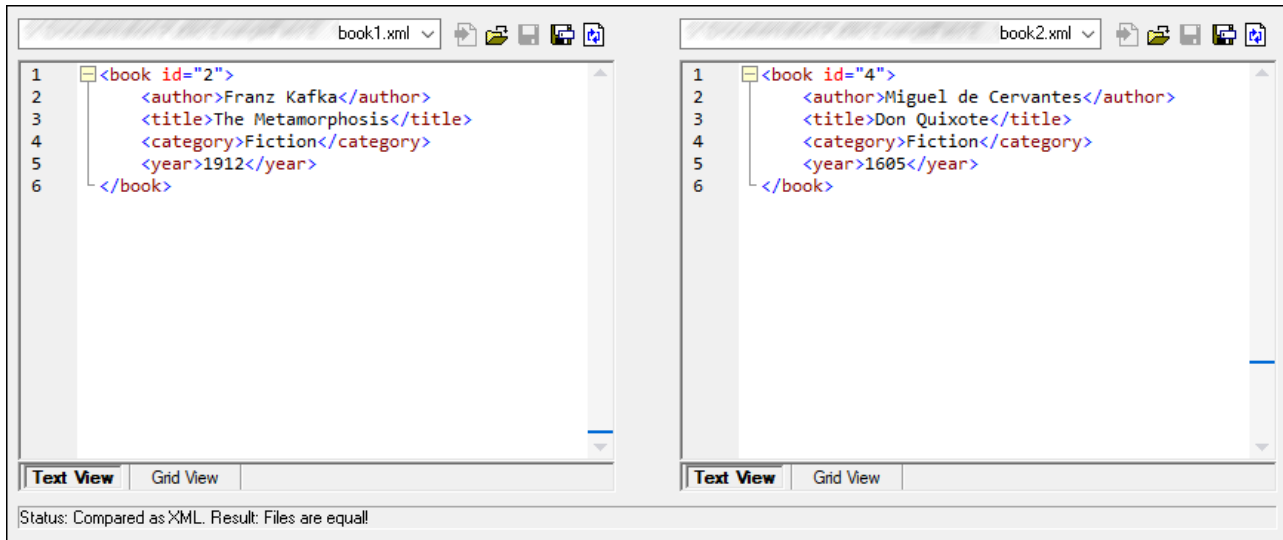 book1.xml
1 <book id="2">
2 <author>Franz Kafka</author>
3 <title>The Metamorphosis</title>
4 <category>Fiction</category>
5 <year>1912</year>
6 </book>
Text View Grid View
book2.xml
1 <book id="4">
2 <author>Miguel de Cervantes</author>
3 <title>Don Quixote</title>
4 <category>Fiction</category>
5 <year>1605</year>
6 </book>
Text View Grid View
Status: Compared as XML. Result: Files are equal!